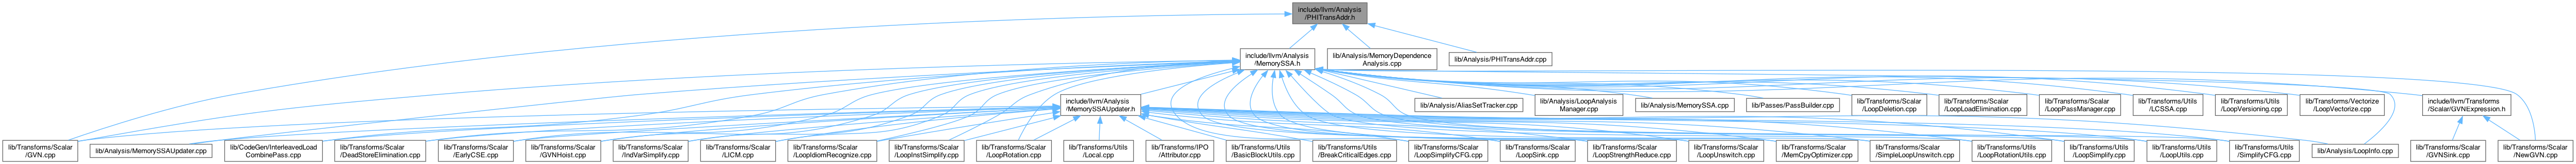 include/llvm/Analysis
/PHITransAddr.h
include/llvm/Analysis
/MemorySSA.h
lib/Analysis/MemoryDependence
Analysis.cpp
lib/Analysis/PHITransAddr.cpp
include/llvm/Analysis
/MemorySSAUpdater.h
lib/Analysis/AliasSetTracker.cpp
lib/Analysis/LoopAnalysis
Manager.cpp
lib/Analysis/MemorySSA.cpp
lib/Passes/PassBuilder.cpp
lib/Transforms/Scalar
/LoopDeletion.cpp
lib/Transforms/Scalar
/LoopLoadElimination.cpp
lib/Transforms/Scalar
/LoopPassManager.cpp
lib/Transforms/Utils
/LCSSA.cpp
lib/Transforms/Utils
/LoopVersioning.cpp
lib/Transforms/Vectorize
/LoopVectorize.cpp
include/llvm/Transforms
/Scalar/GVNExpression.h
lib/Transforms/Scalar
/GVN.cpp
lib/Analysis/MemorySSAUpdater.cpp
lib/CodeGen/InterleavedLoad
CombinePass.cpp
lib/Transforms/Scalar
/DeadStoreElimination.cpp
lib/Transforms/Scalar
/EarlyCSE.cpp
lib/Transforms/Scalar
/GVNHoist.cpp
lib/Transforms/Scalar
/IndVarSimplify.cpp
lib/Transforms/Scalar
/LICM.cpp
lib/Transforms/Scalar
/LoopIdiomRecognize.cpp
lib/Transforms/Scalar
/LoopInstSimplify.cpp
lib/Transforms/Scalar
/LoopRotation.cpp
lib/Transforms/Utils
/Local.cpp
lib/Transforms/IPO
/Attributor.cpp
lib/Transforms/Utils
/BasicBlockUtils.cpp
lib/Transforms/Utils
/BreakCriticalEdges.cpp
lib/Transforms/Scalar
/LoopSimplifyCFG.cpp
lib/Transforms/Scalar
/LoopSink.cpp
lib/Transforms/Scalar
/LoopStrengthReduce.cpp
lib/Transforms/Scalar
/LoopUnswitch.cpp
lib/Transforms/Scalar
/MemCpyOptimizer.cpp
lib/Transforms/Scalar
/SimpleLoopUnswitch.cpp
lib/Transforms/Utils
/LoopRotationUtils.cpp
lib/Transforms/Utils
/LoopSimplify.cpp
lib/Transforms/Utils
/LoopUtils.cpp
lib/Transforms/Utils
/SimplifyCFG.cpp
lib/Analysis/LoopInfo.cpp
lib/Transforms/Scalar
/GVNSink.cpp
lib/Transforms/Scalar
/NewGVN.cpp